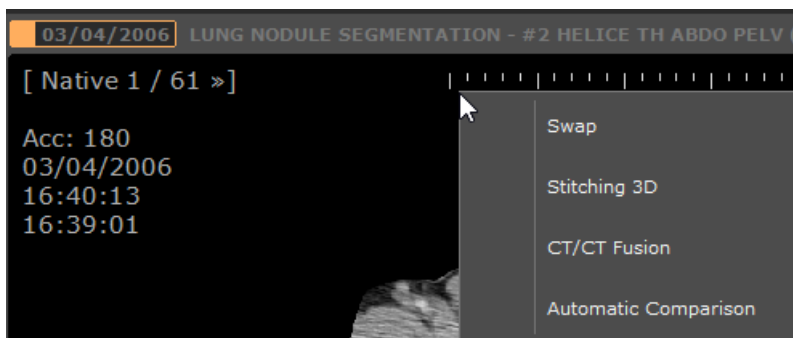 03/04/2006 LUNG NODULE SEGMENTATION - #2 HELICE TH ABDO PELV (
[ Native 1 / 61 »]
Acc: 180
03/04/2006
16:40:13
16:39:01
Swap
Stitching 3D
CT/CT Fusion
Automatic Comparison